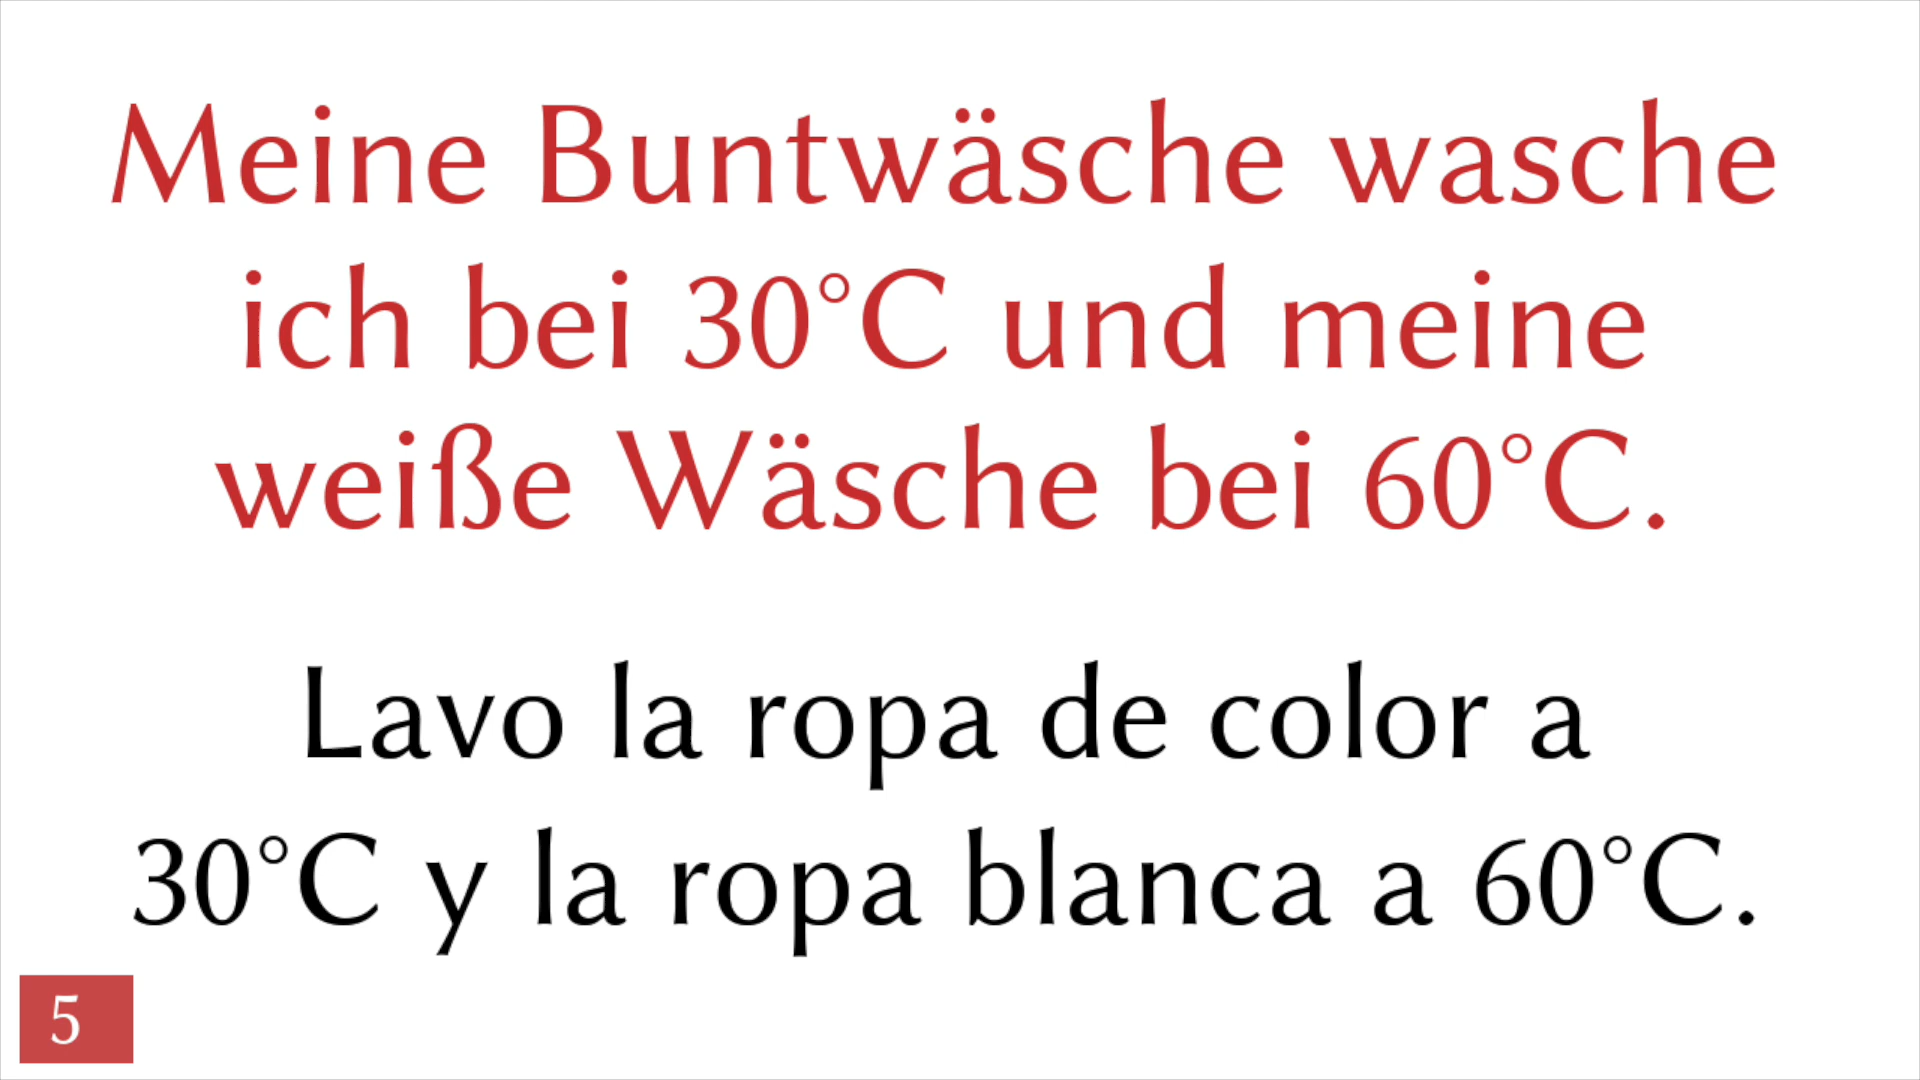 Meine Buntwäsche wasche
ich bei 30°C und meine
weiße Wäsche bei 60°C.
Lavo la ropa de color a
30°C y la ropa blanca a 60°C.
5